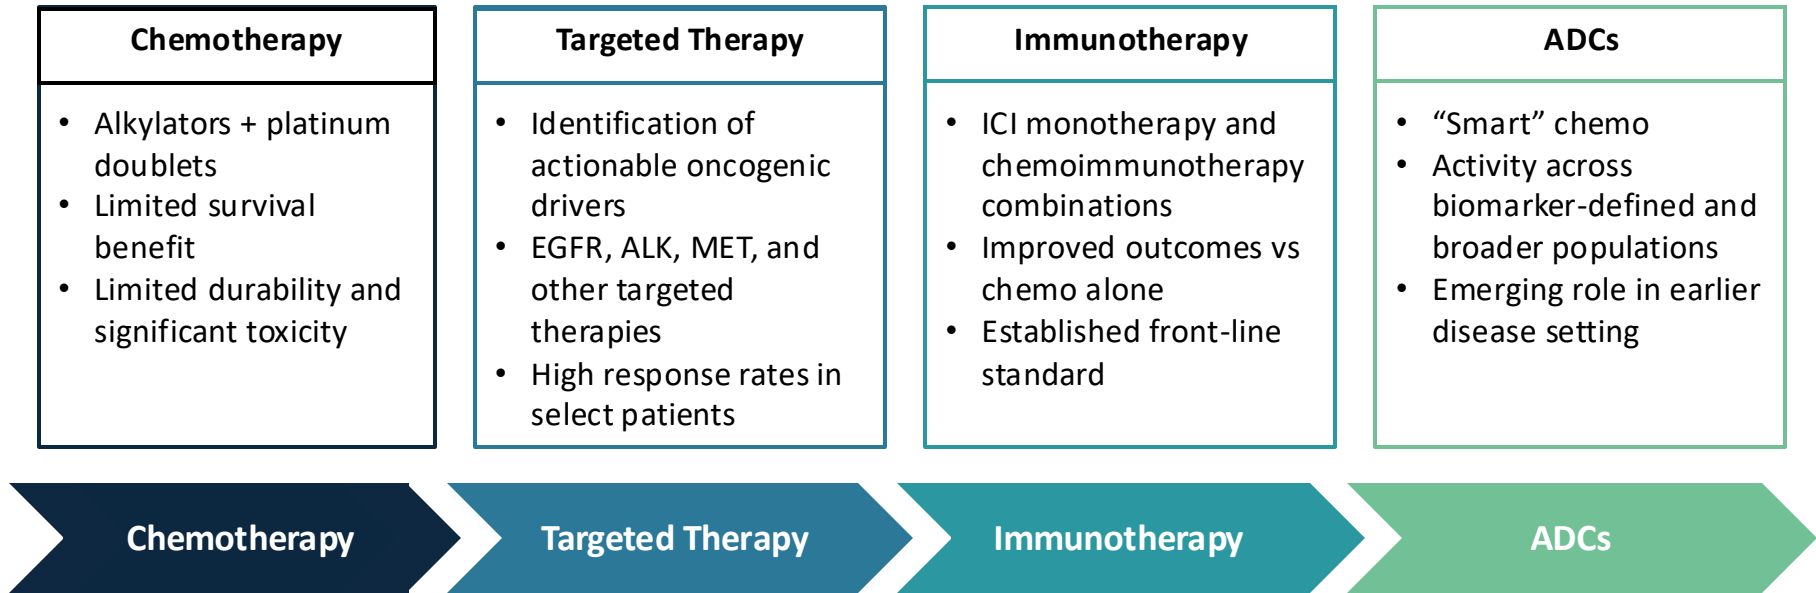 Chemotherapy
• Alkylators + platinum
doublets
• Limited survival
benefit
• Limited durability and
significant toxicity
Targeted Therapy
• Identification of
actionable oncogenic
drivers
• EGFR, ALK, MET, and
other targeted
therapies
• High response rates in
select patients
Immunotherapy
• ICI monotherapy and
chemoimmunotherapy
combinations
• Improved outcomes vs
chemo alone
• Established front-line
standard
ADCs
• “Smart” chemo
• Activity across
biomarker-defined and
broader populations
• Emerging role in earlier
disease setting
Chemotherapy
Targeted Therapy
Immunotherapy
ADCs